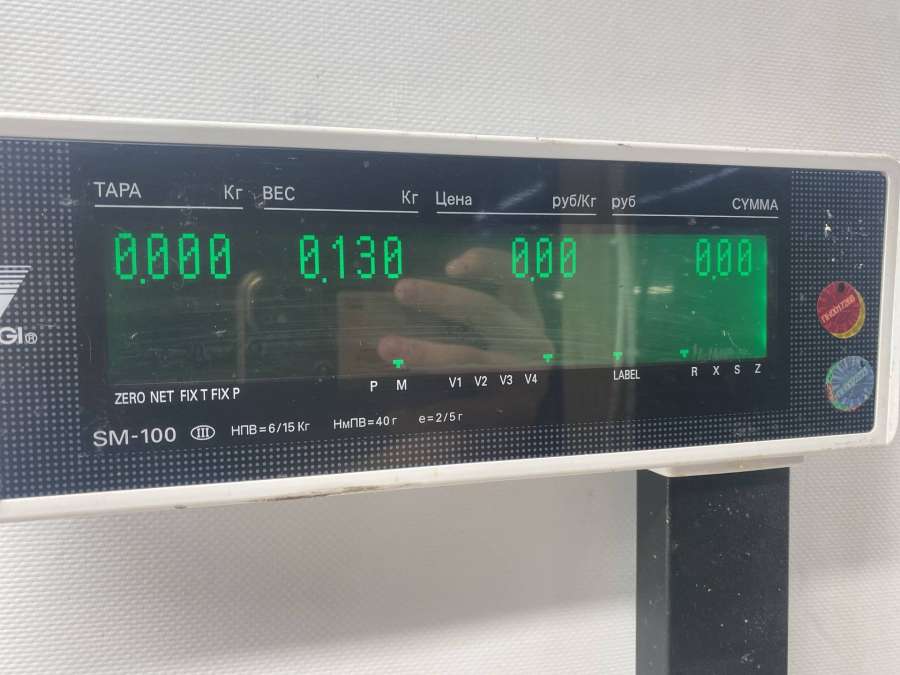 ТАРА Кг ВЕС Кг Цена руб/Кг руб СУММА
0.000 0.130 0.00 0.00
GI®
ZERO NET FIX T FIX P P M V1 V2 V3 V4 LABEL R X S Z
SM-100 III НПВ=6/15 Кг НмПВ=40 г е=2/5 г